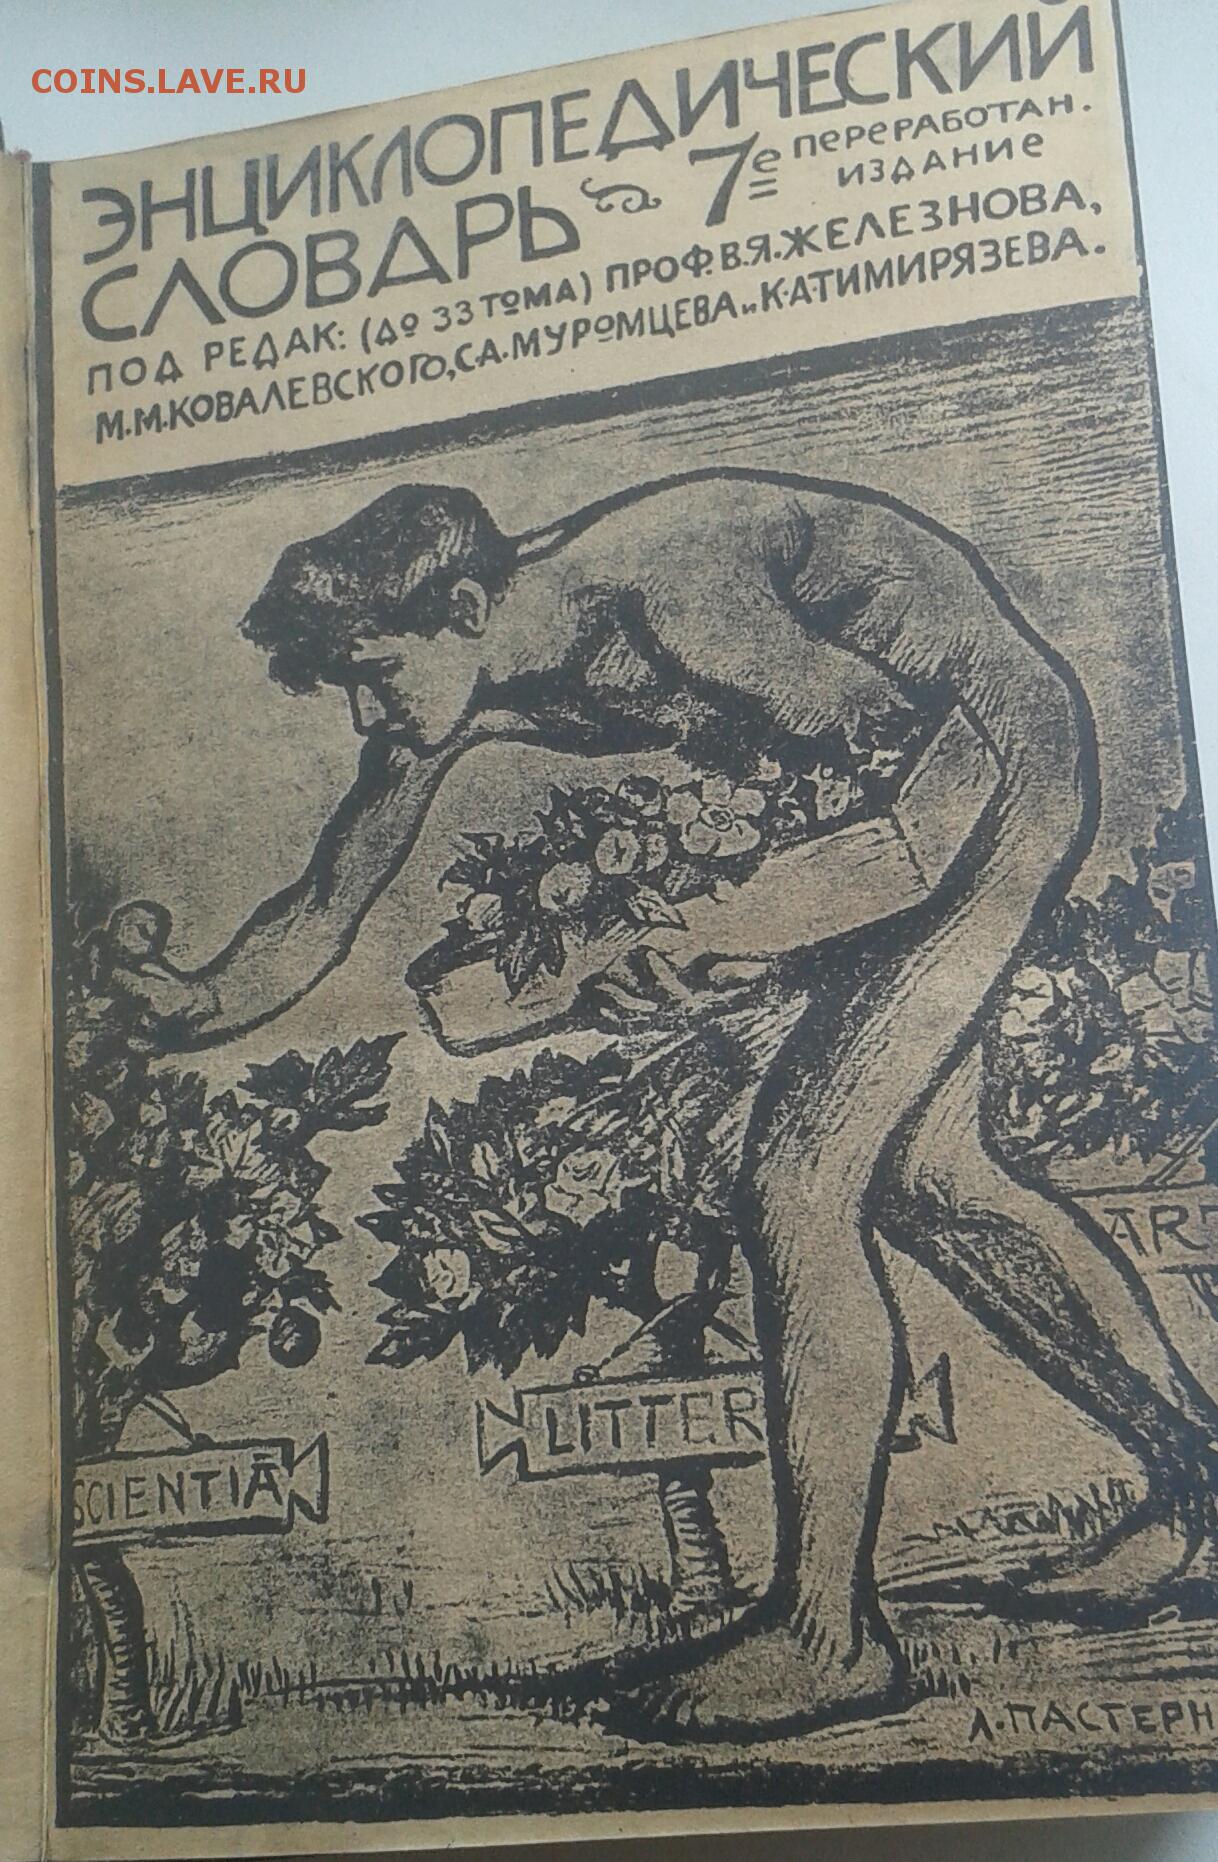 COINS.LAVE.RU
ЭНЦИКЛОПЕДИЧЕСКИЙ
СЛОВАРЬ 7е переРАБОТАН.
ИЗДАНИе
ПОД РЕДАК: (ДО 33 ТОМА) ПРОФ. В.Я.ЖЕЛЕЗНОВА,
М.М.КОВАЛЕВСКОГО, С.А.МУРОМЦЕВА и К.А.ТИМИРЯЗЕВА.
ART
LITTER
SCIENTIA
Л.ПАСТЕРН